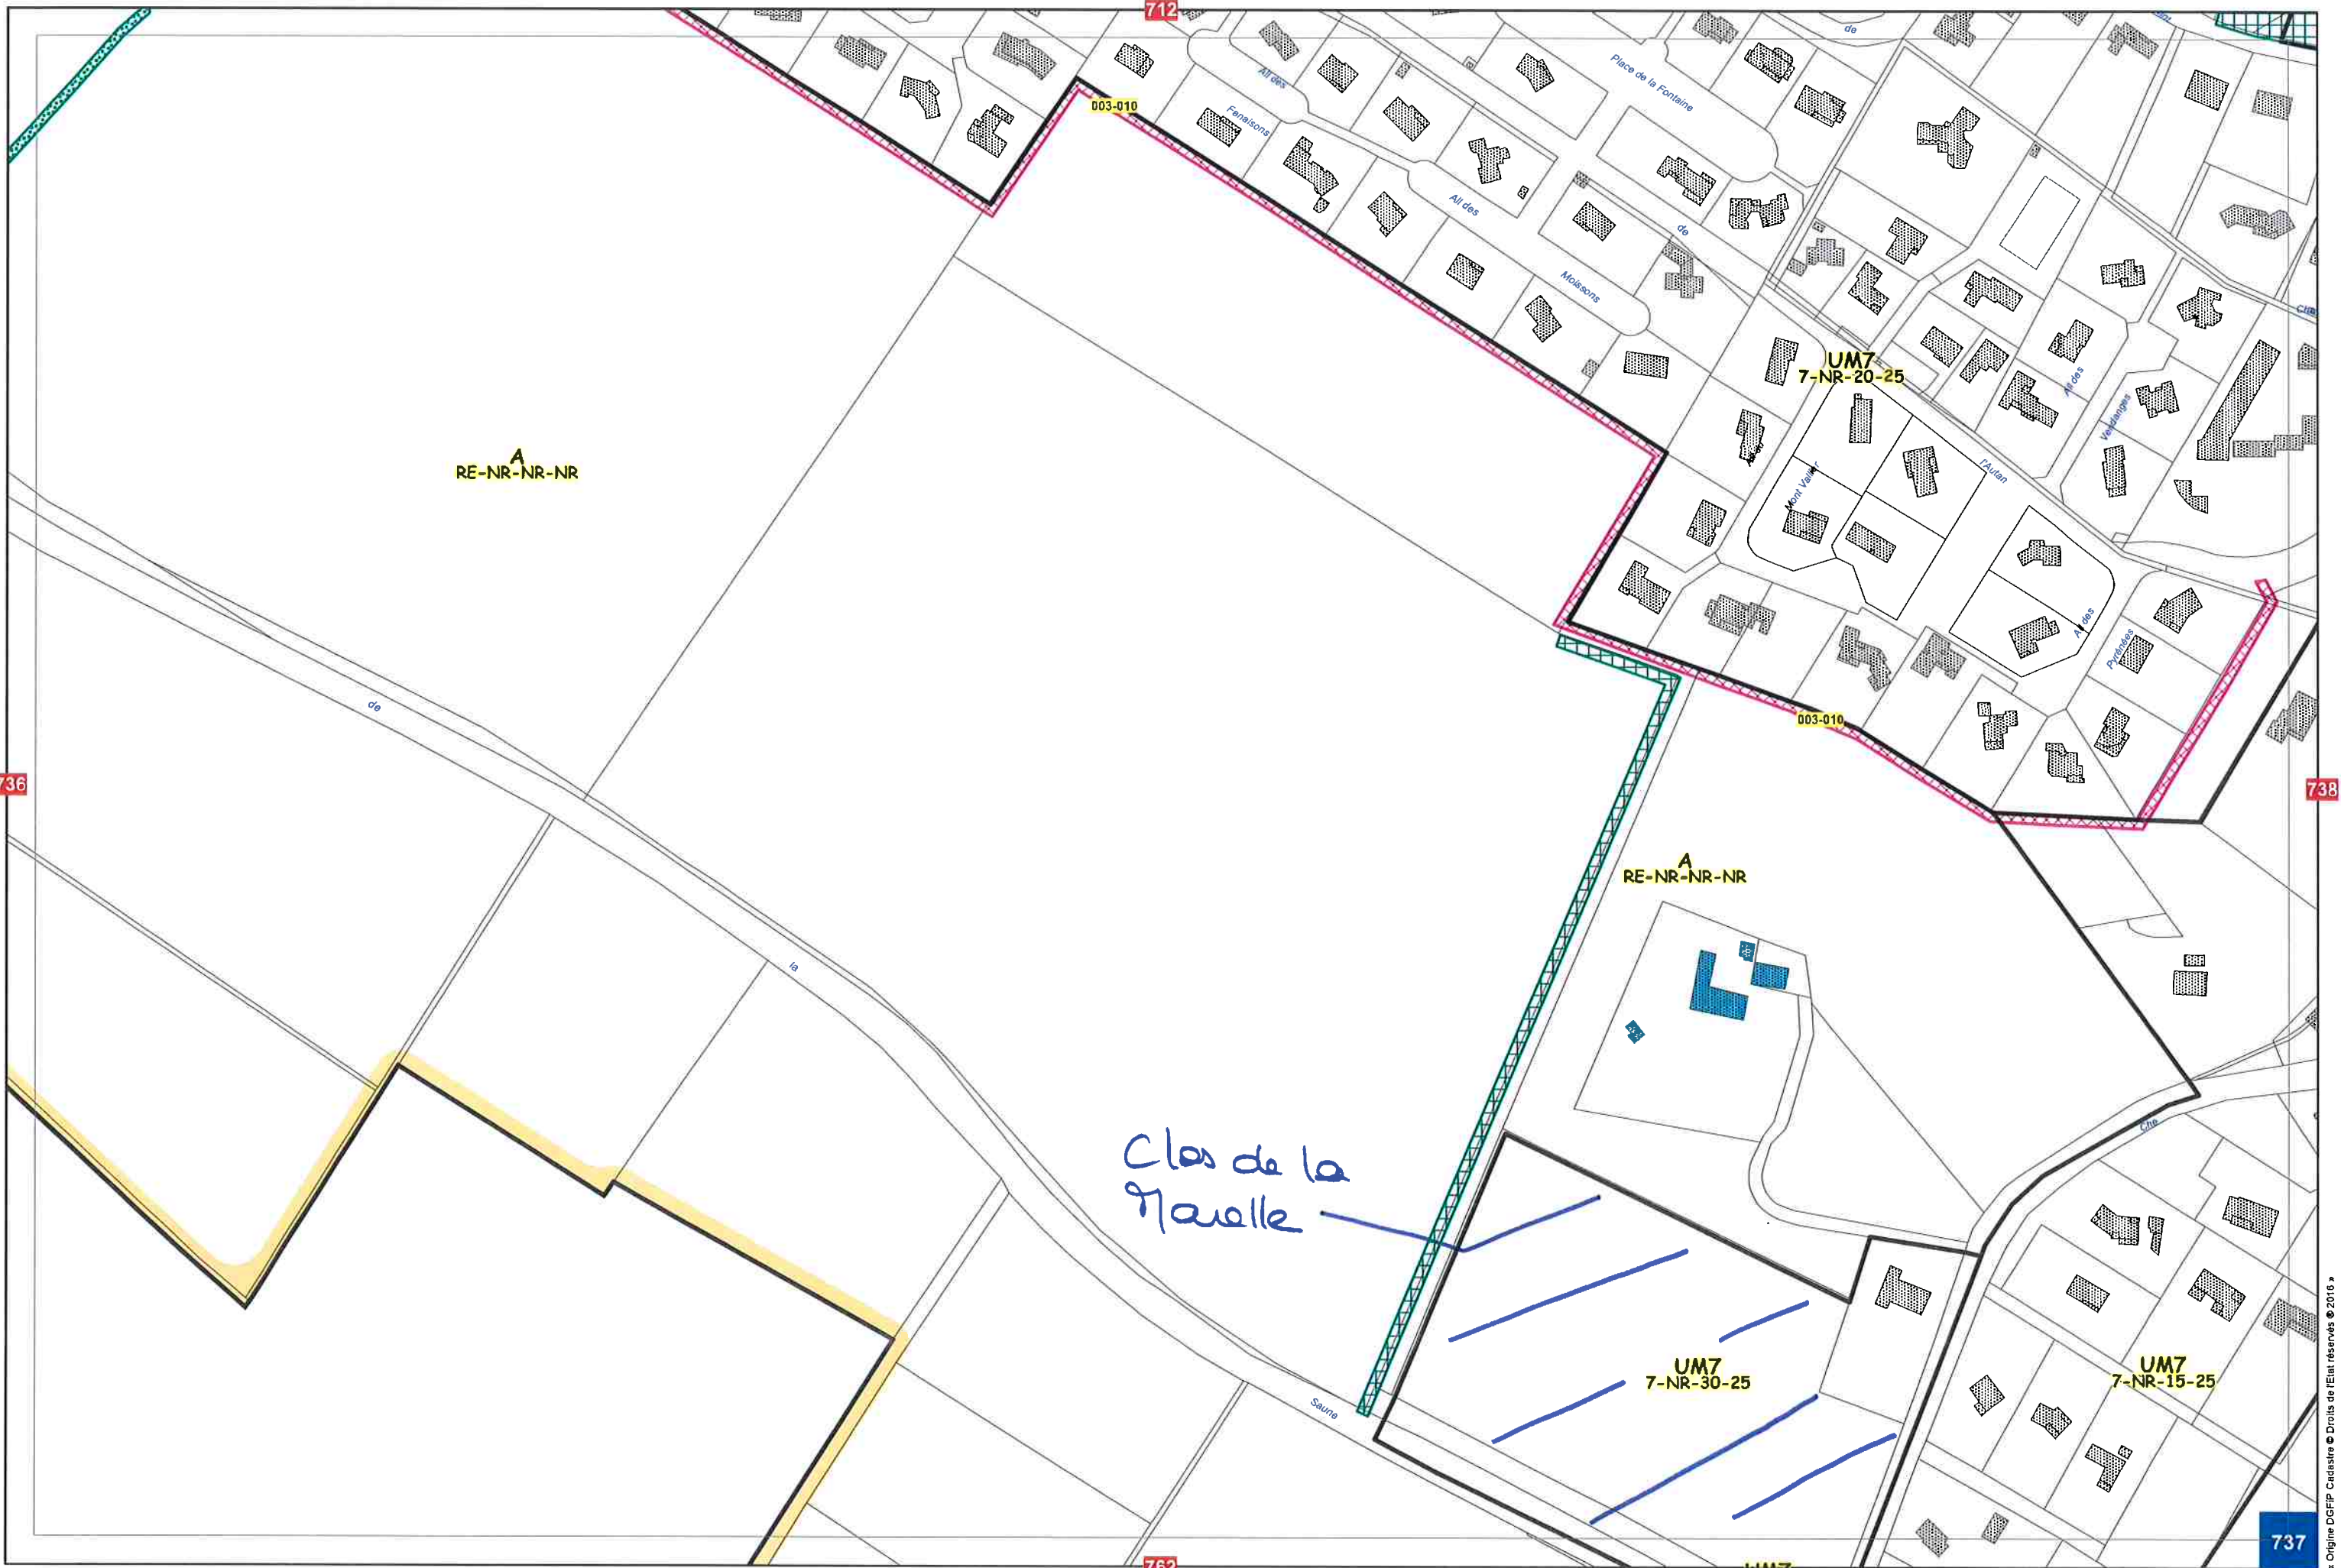 712
de
All des
Fenaisons
Place de la Fontaine
003-010
All des
de
Moissons
UM7
7-NR-20-25
All des
Vendanges
A
RE-NR-NR-NR
l'Autan
Mont Vallier
de
All des
Pyrénées
003-010
736
738
A
RE-NR-NR-NR
la
Che
Clos de la
Marelle
UM7
7-NR-30-25
UM7
7-NR-15-25
Saune
737
762
UM7
Origine DGFiP Cadastre © Droits de l'Etat réservés ® 2016 »